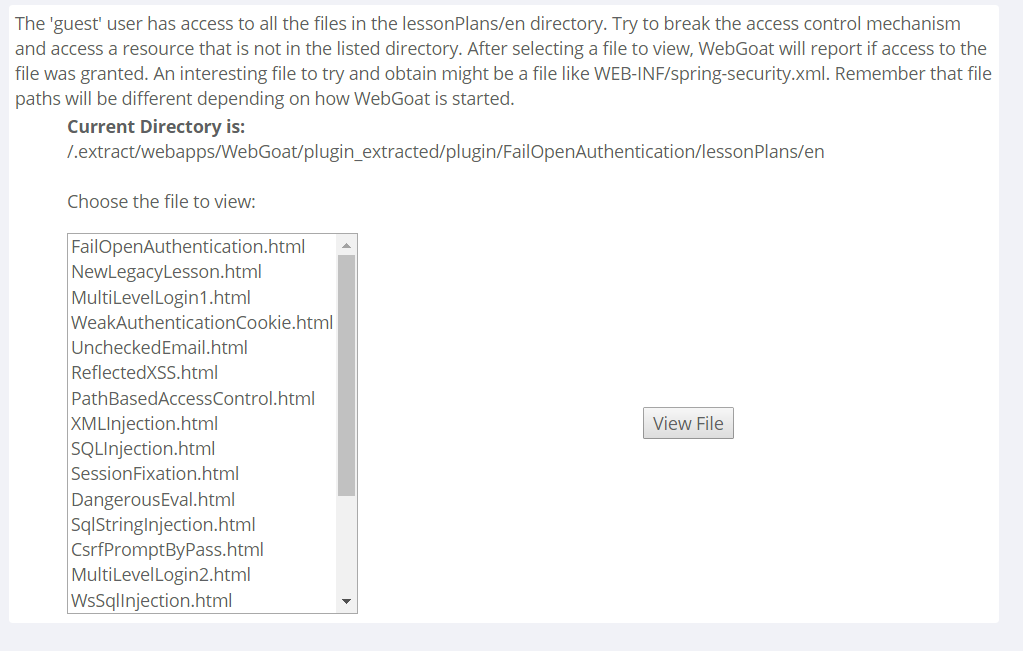 The 'guest' user has access to all the files in the lessonPlans/en directory. Try to break the access control mechanism
and access a resource that is not in the listed directory. After selecting a file to view, WebGoat will report if access to the
file was granted. An interesting file to try and obtain might be a file like WEB-INF/spring-security.xml. Remember that file
paths will be different depending on how WebGoat is started.
Current Directory is:
/.extract/webapps/WebGoat/plugin_extracted/plugin/FailOpenAuthentication/lessonPlans/en
Choose the file to view:
FailOpenAuthentication.html
NewLegacyLesson.html
MultiLevelLogin1.html
WeakAuthenticationCookie.html
UncheckedEmail.html
ReflectedXSS.html
PathBasedAccessControl.html
XMLInjection.html
SQLInjection.html
SessionFixation.html
DangerousEval.html
SqlStringInjection.html
CsrfPromptByPass.html
MultiLevelLogin2.html
WsSqlInjection.html
View File